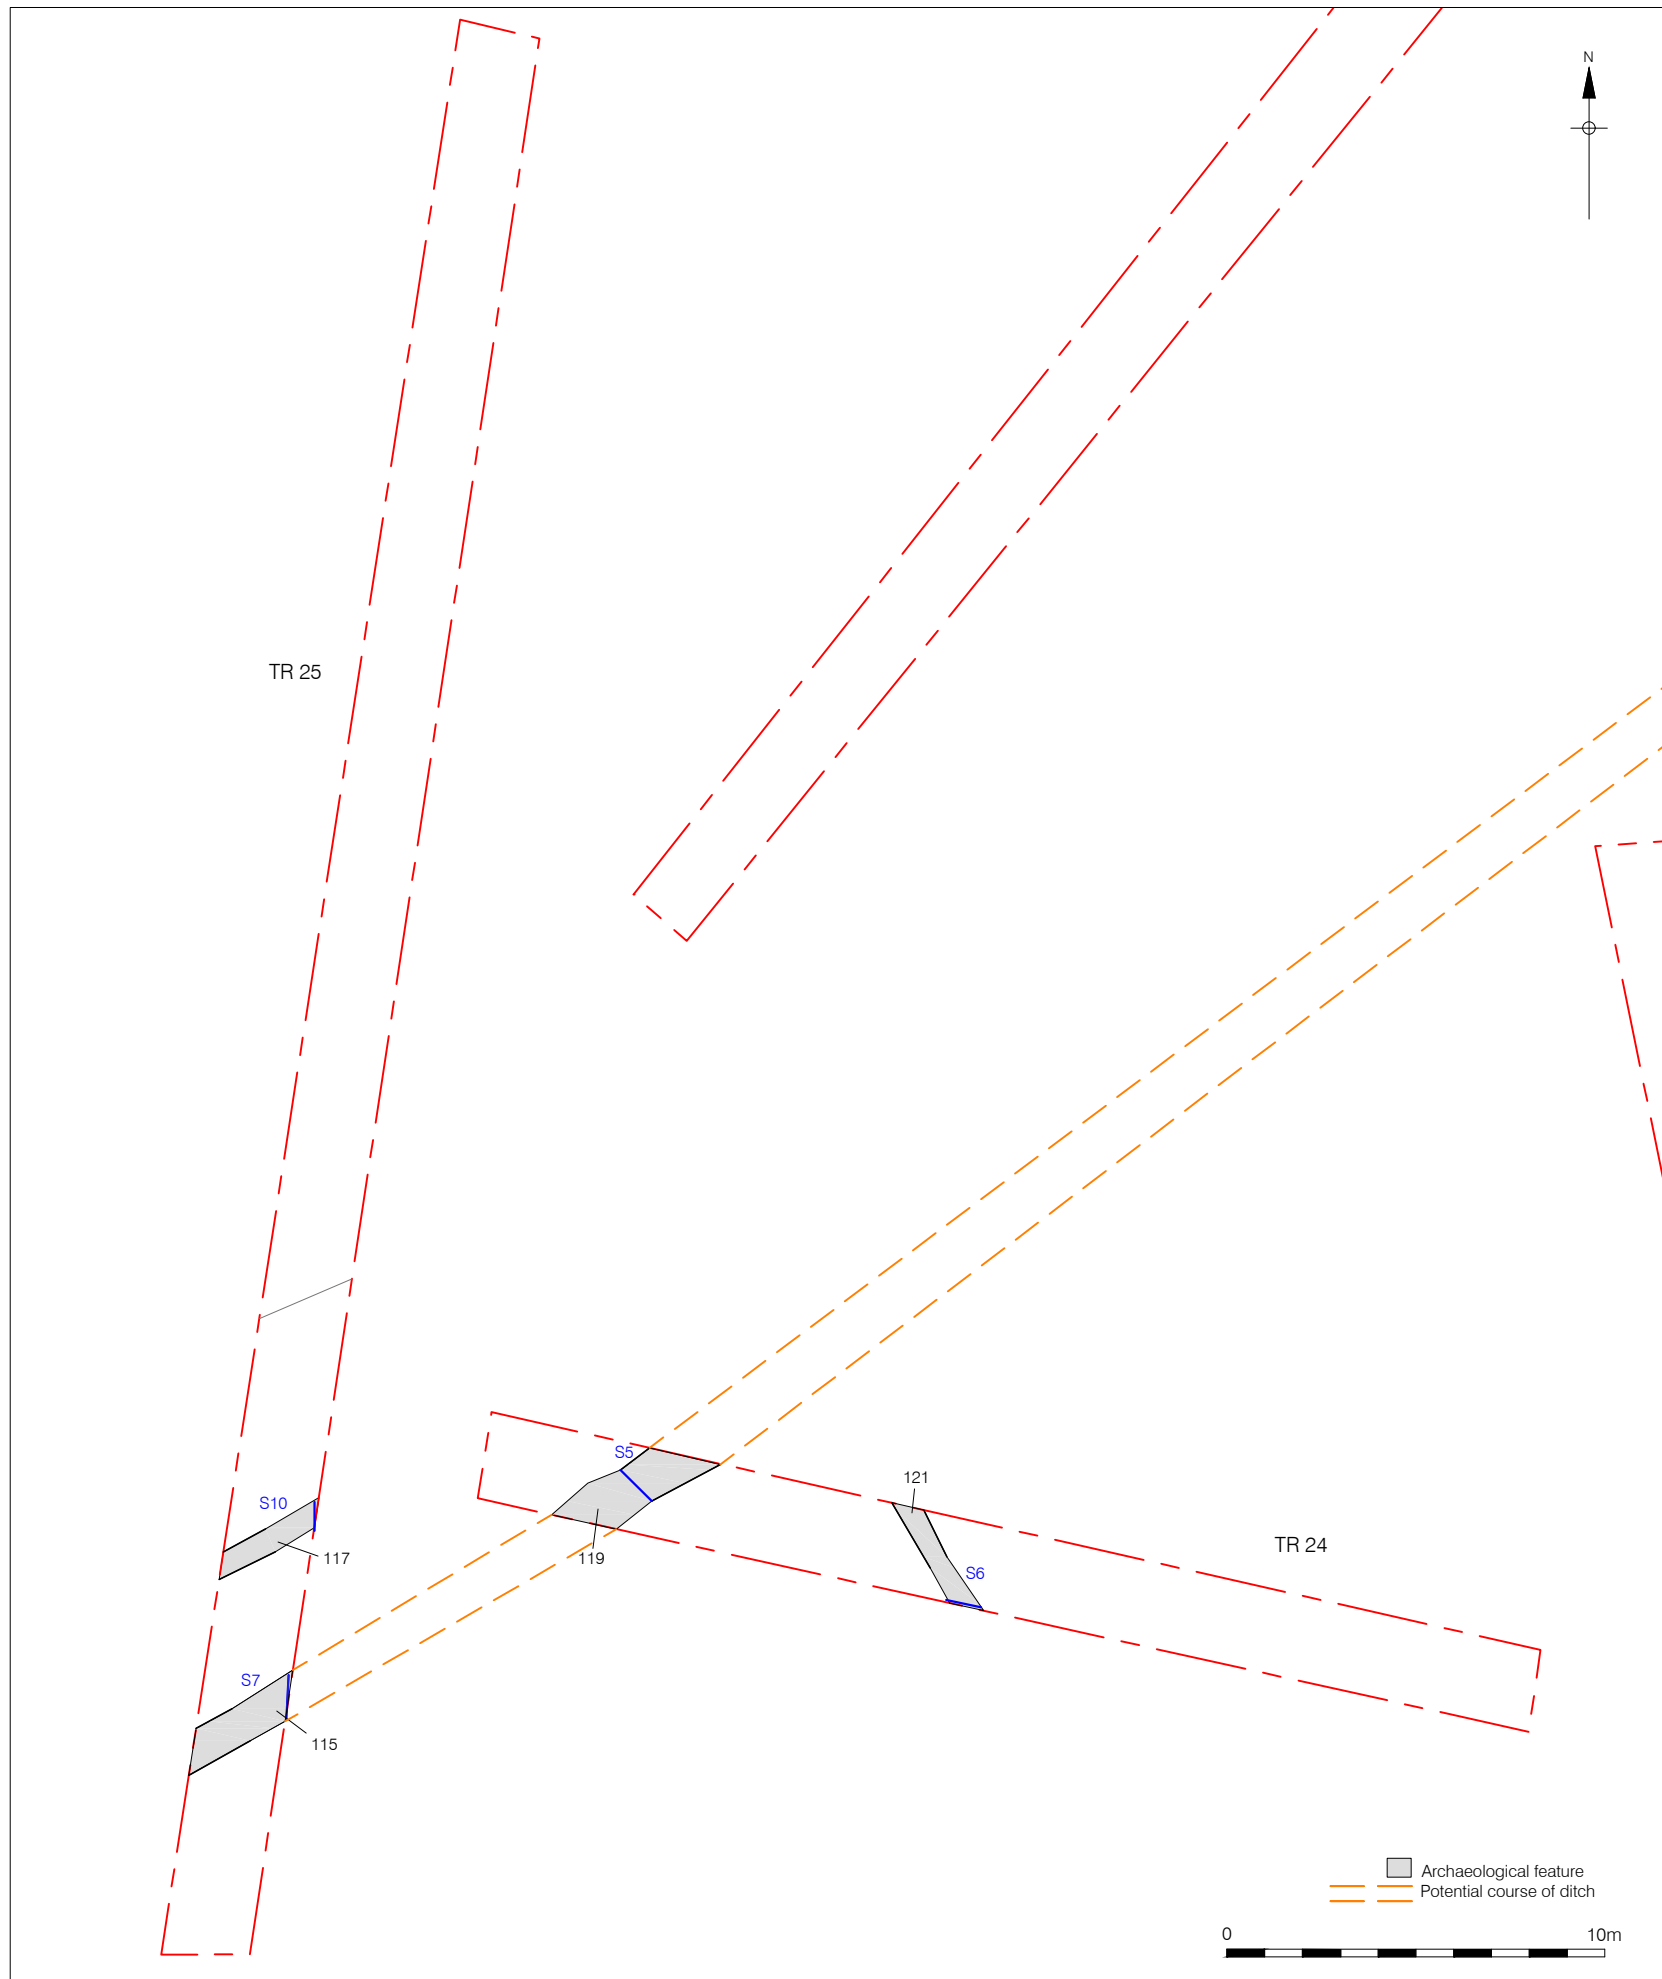 N
TR 25
S5
121
S10
TR 24
117
119
S6
S7
115
Archaeological feature
Potential course of ditch
0 10m